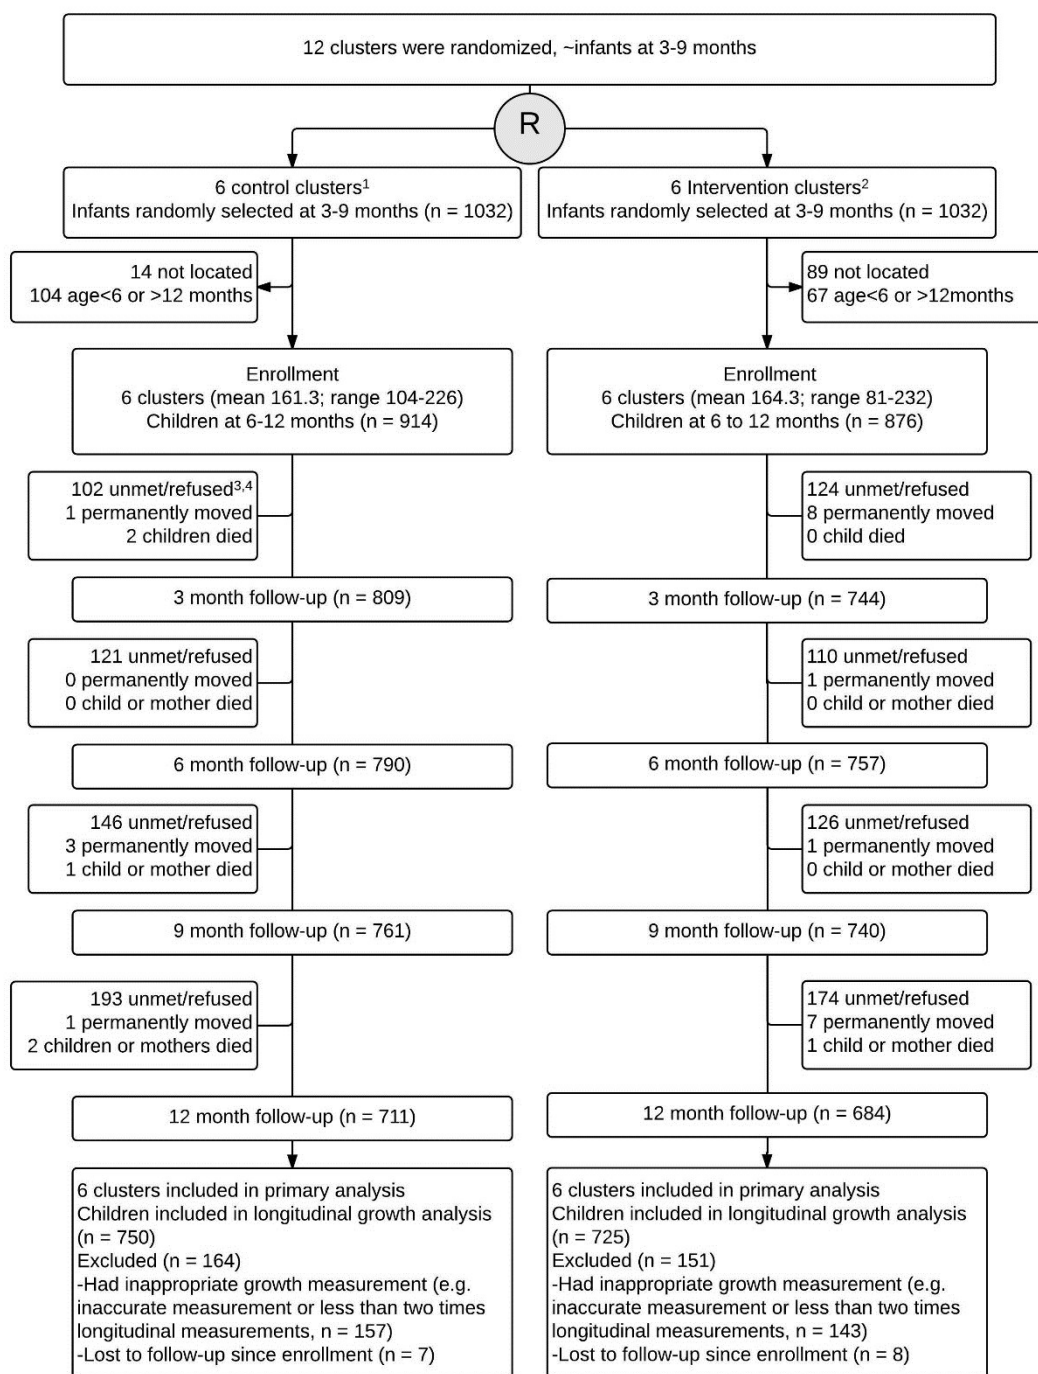 12 clusters were randomized, ~infants at 3-9 months
R
6 control clusters¹
Infants randomly selected at 3-9 months (n = 1032)
6 Intervention clusters²
Infants randomly selected at 3-9 months (n = 1032)
14 not located
104 age<6 or >12 months
89 not located
67 age<6 or >12months
Enrollment
6 clusters (mean 161.3; range 104-226)
Children at 6-12 months (n = 914)
Enrollment
6 clusters (mean 164.3; range 81-232)
Children at 6 to 12 months (n = 876)
102 unmet/refused³,⁴
1 permanently moved
2 children died
124 unmet/refused
8 permanently moved
0 child died
3 month follow-up (n = 809)
3 month follow-up (n = 744)
121 unmet/refused
0 permanently moved
0 child or mother died
110 unmet/refused
1 permanently moved
0 child or mother died
6 month follow-up (n = 790)
6 month follow-up (n = 757)
146 unmet/refused
3 permanently moved
1 child or mother died
126 unmet/refused
1 permanently moved
0 child or mother died
9 month follow-up (n = 761)
9 month follow-up (n = 740)
193 unmet/refused
1 permanently moved
2 children or mothers died
174 unmet/refused
7 permanently moved
1 child or mother died
12 month follow-up (n = 711)
12 month follow-up (n = 684)
6 clusters included in primary analysis
Children included in longitudinal growth analysis
(n = 750)
Excluded (n = 164)
-Had inappropriate growth measurement (e.g.
inaccurate measurement or less than two times
longitudinal measurements, n = 157)
-Lost to follow-up since enrollment (n = 7)
6 clusters included in primary analysis
Children included in longitudinal growth analysis
(n = 725)
Excluded (n = 151)
-Had inappropriate growth measurement (e.g.
inaccurate measurement or less than two times
longitudinal measurements, n = 143)
-Lost to follow-up since enrollment (n = 8)